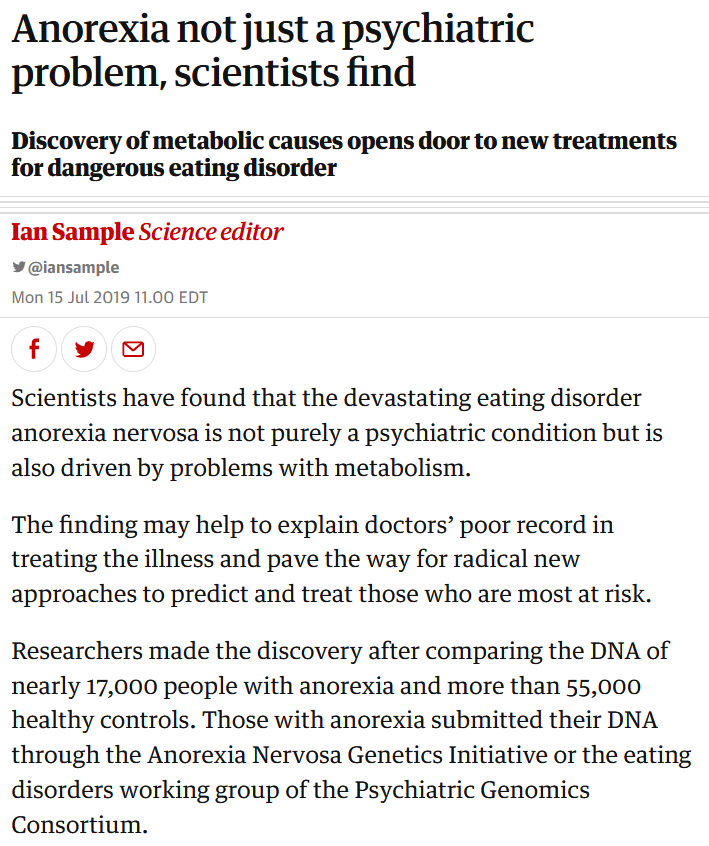 Anorexia not just a psychiatric
problem, scientists find
Discovery of metabolic causes opens door to new treatments
for dangerous eating disorder
Ian Sample Science editor
@iansample
Mon 15 Jul 2019 11.00 EDT
Scientists have found that the devastating eating disorder
anorexia nervosa is not purely a psychiatric condition but is
also driven by problems with metabolism.
The finding may help to explain doctors’ poor record in
treating the illness and pave the way for radical new
approaches to predict and treat those who are most at risk.
Researchers made the discovery after comparing the DNA of
nearly 17,000 people with anorexia and more than 55,000
healthy controls. Those with anorexia submitted their DNA
through the Anorexia Nervosa Genetics Initiative or the eating
disorders working group of the Psychiatric Genomics
Consortium.